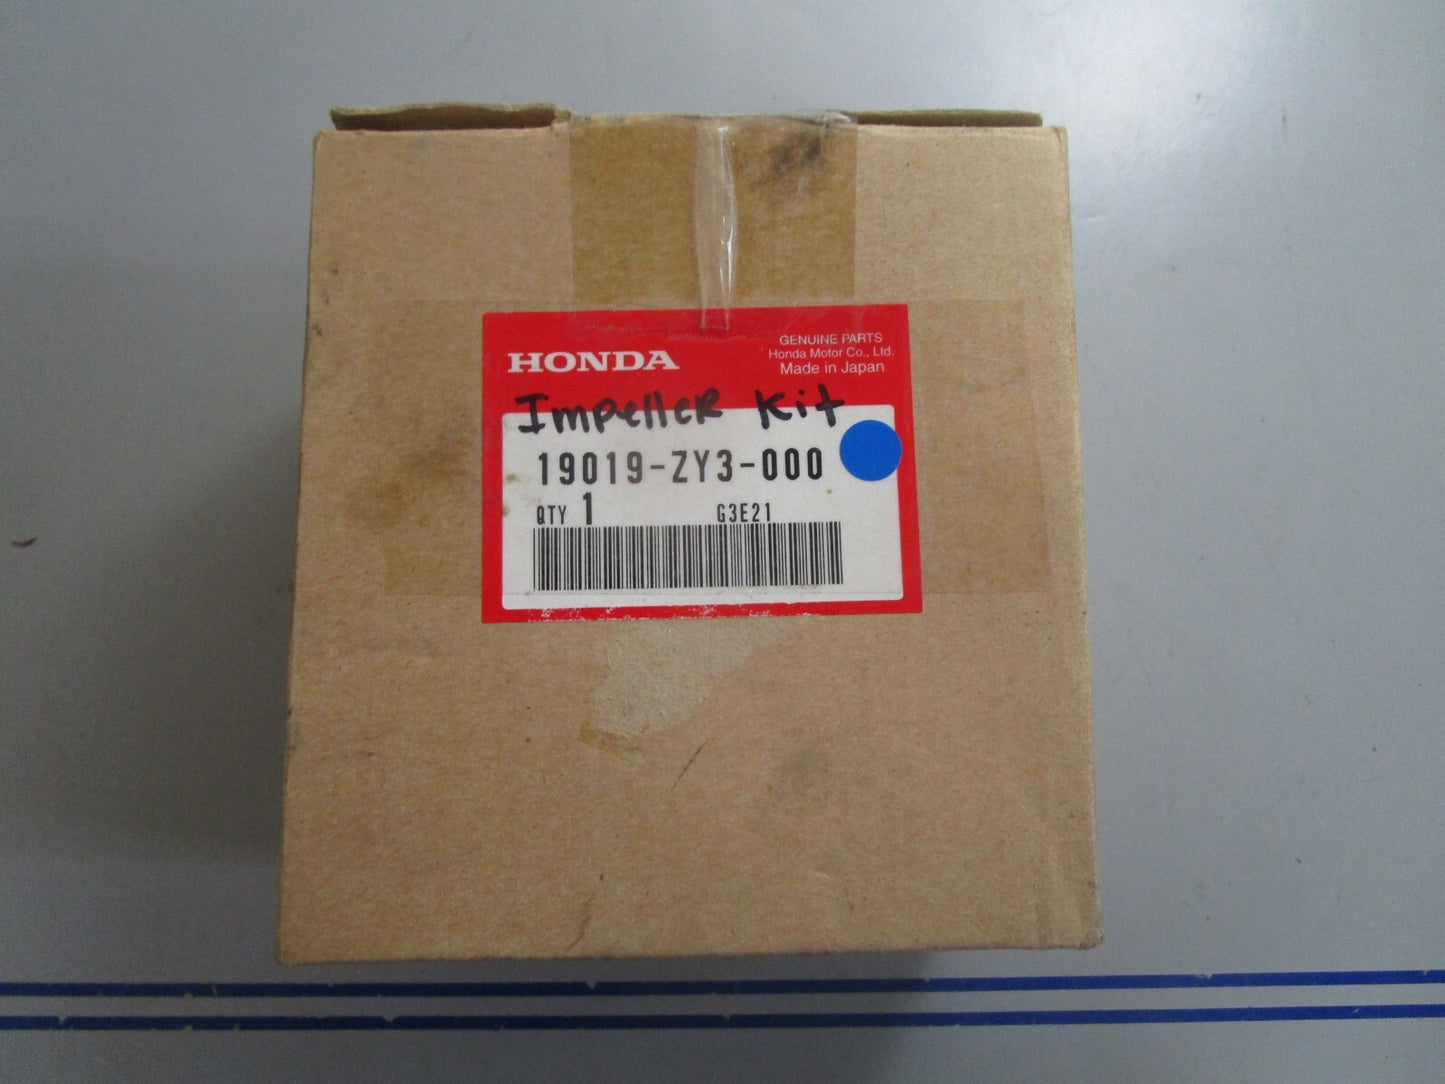 HONDA
GENUINE PARTS
Honda Motor Co., Ltd.
Made in Japan
Impeller Kit
19019-ZY3-000
QTY 1 G3E21